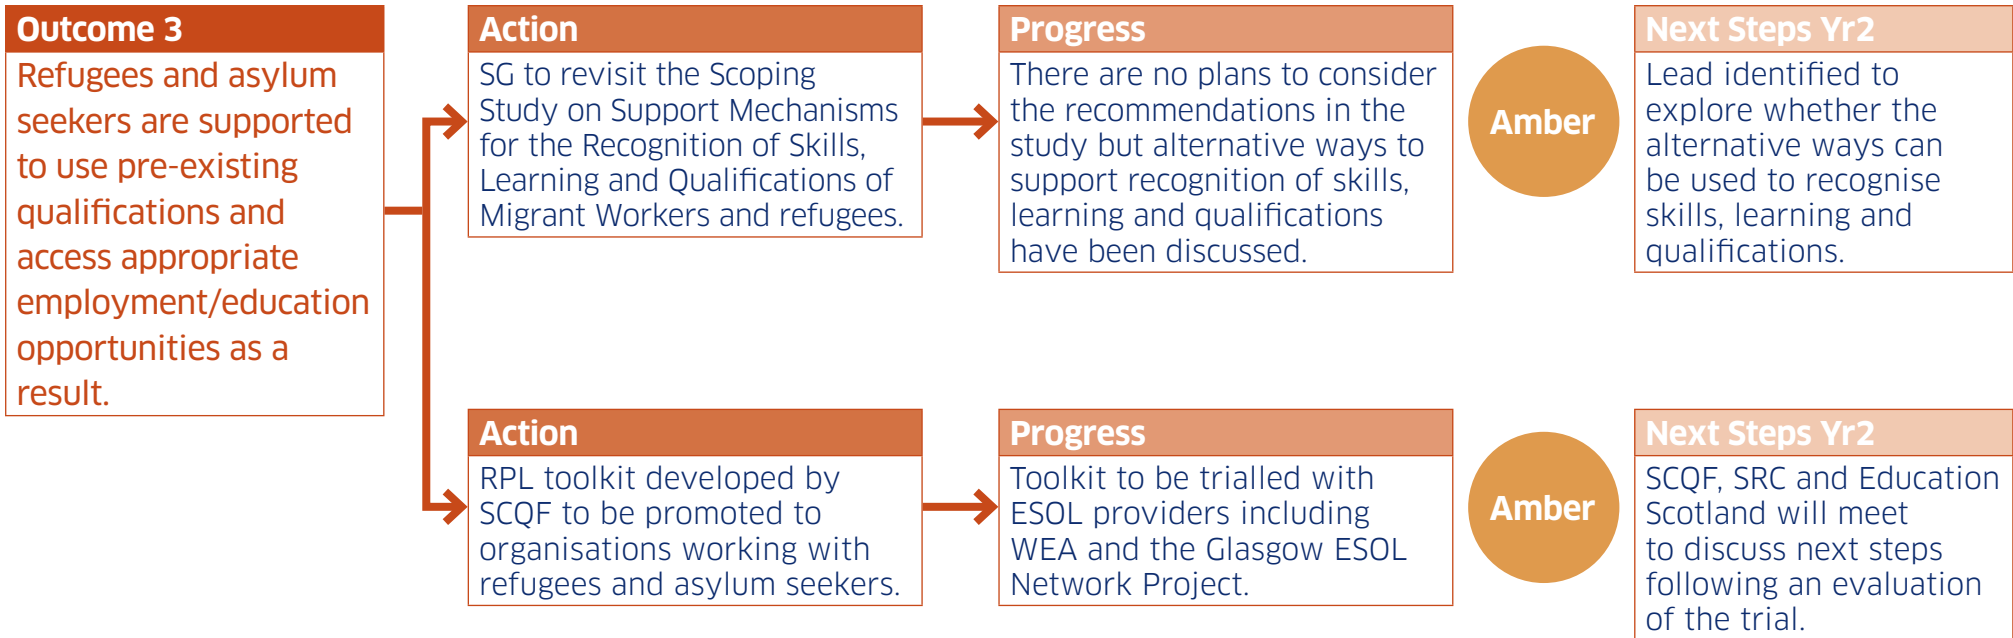 Outcome 3
Refugees and asylum
seekers are supported
to use pre-existing
qualifications and
access appropriate
employment/education
opportunities as a
result.
Action
SG to revisit the Scoping
Study on Support Mechanisms
for the Recognition of Skills,
Learning and Qualifications of
Migrant Workers and refugees.
Progress
There are no plans to consider
the recommendations in the
study but alternative ways to
support recognition of skills,
learning and qualifications
have been discussed.
Amber
Next Steps Yr2
Lead identified to
explore whether the
alternative ways can
be used to recognise
skills, learning and
qualifications.
Action
RPL toolkit developed by
SCQF to be promoted to
organisations working with
refugees and asylum seekers.
Progress
Toolkit to be trialled with
ESOL providers including
WEA and the Glasgow ESOL
Network Project.
Amber
Next Steps Yr2
SCQF, SRC and Education
Scotland will meet
to discuss next steps
following an evaluation
of the trial.